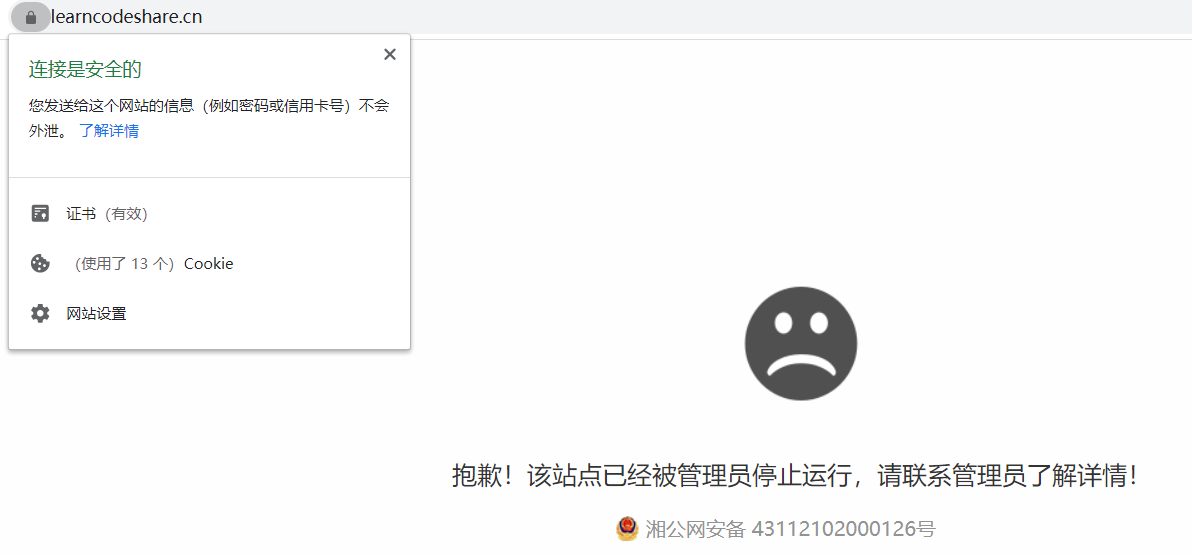 learncodeshare.cn
连接是安全的
您发送给这个网站的信息（例如密码或信用卡号）不会
外泄。 了解详情
证书（有效）
（使用了 13 个）Cookie
网站设置
抱歉！该站点已经被管理员停止运行，请联系管理员了解详情！
湘公网安备 43112102000126号